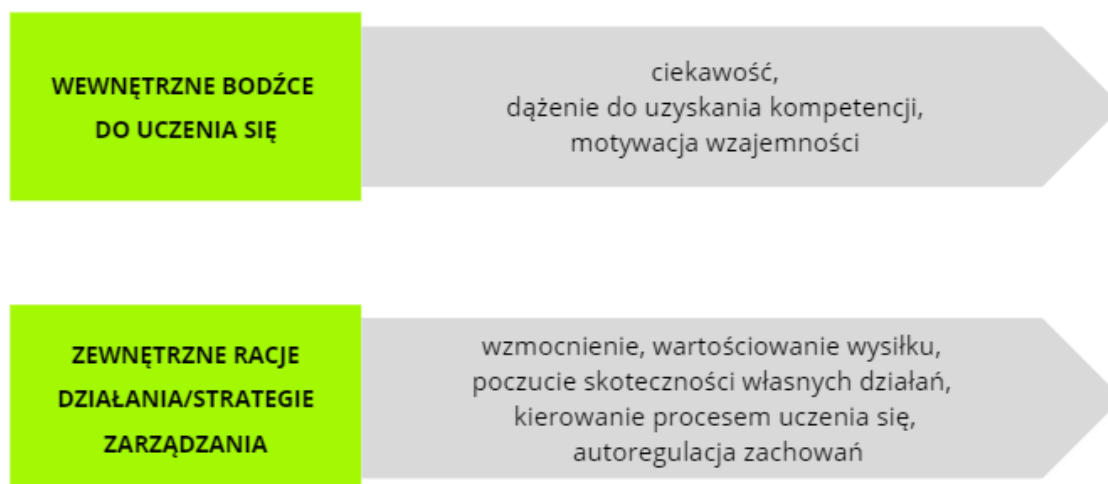 WEWNĘTRZNE BODŹCE
DO UCZENIA SIĘ
ciekawość,
dążenie do uzyskania kompetencji,
motywacja wzajemności
ZEWNĘTRZNE RACJE
DZIAŁANIA/STRATEGIE
ZARZĄDZANIA
wzmocnienie, wartościowanie wysiłku,
poczucie skoteczności własnych działań,
kierowanie procesem uczenia się,
autoregulacja zachowań